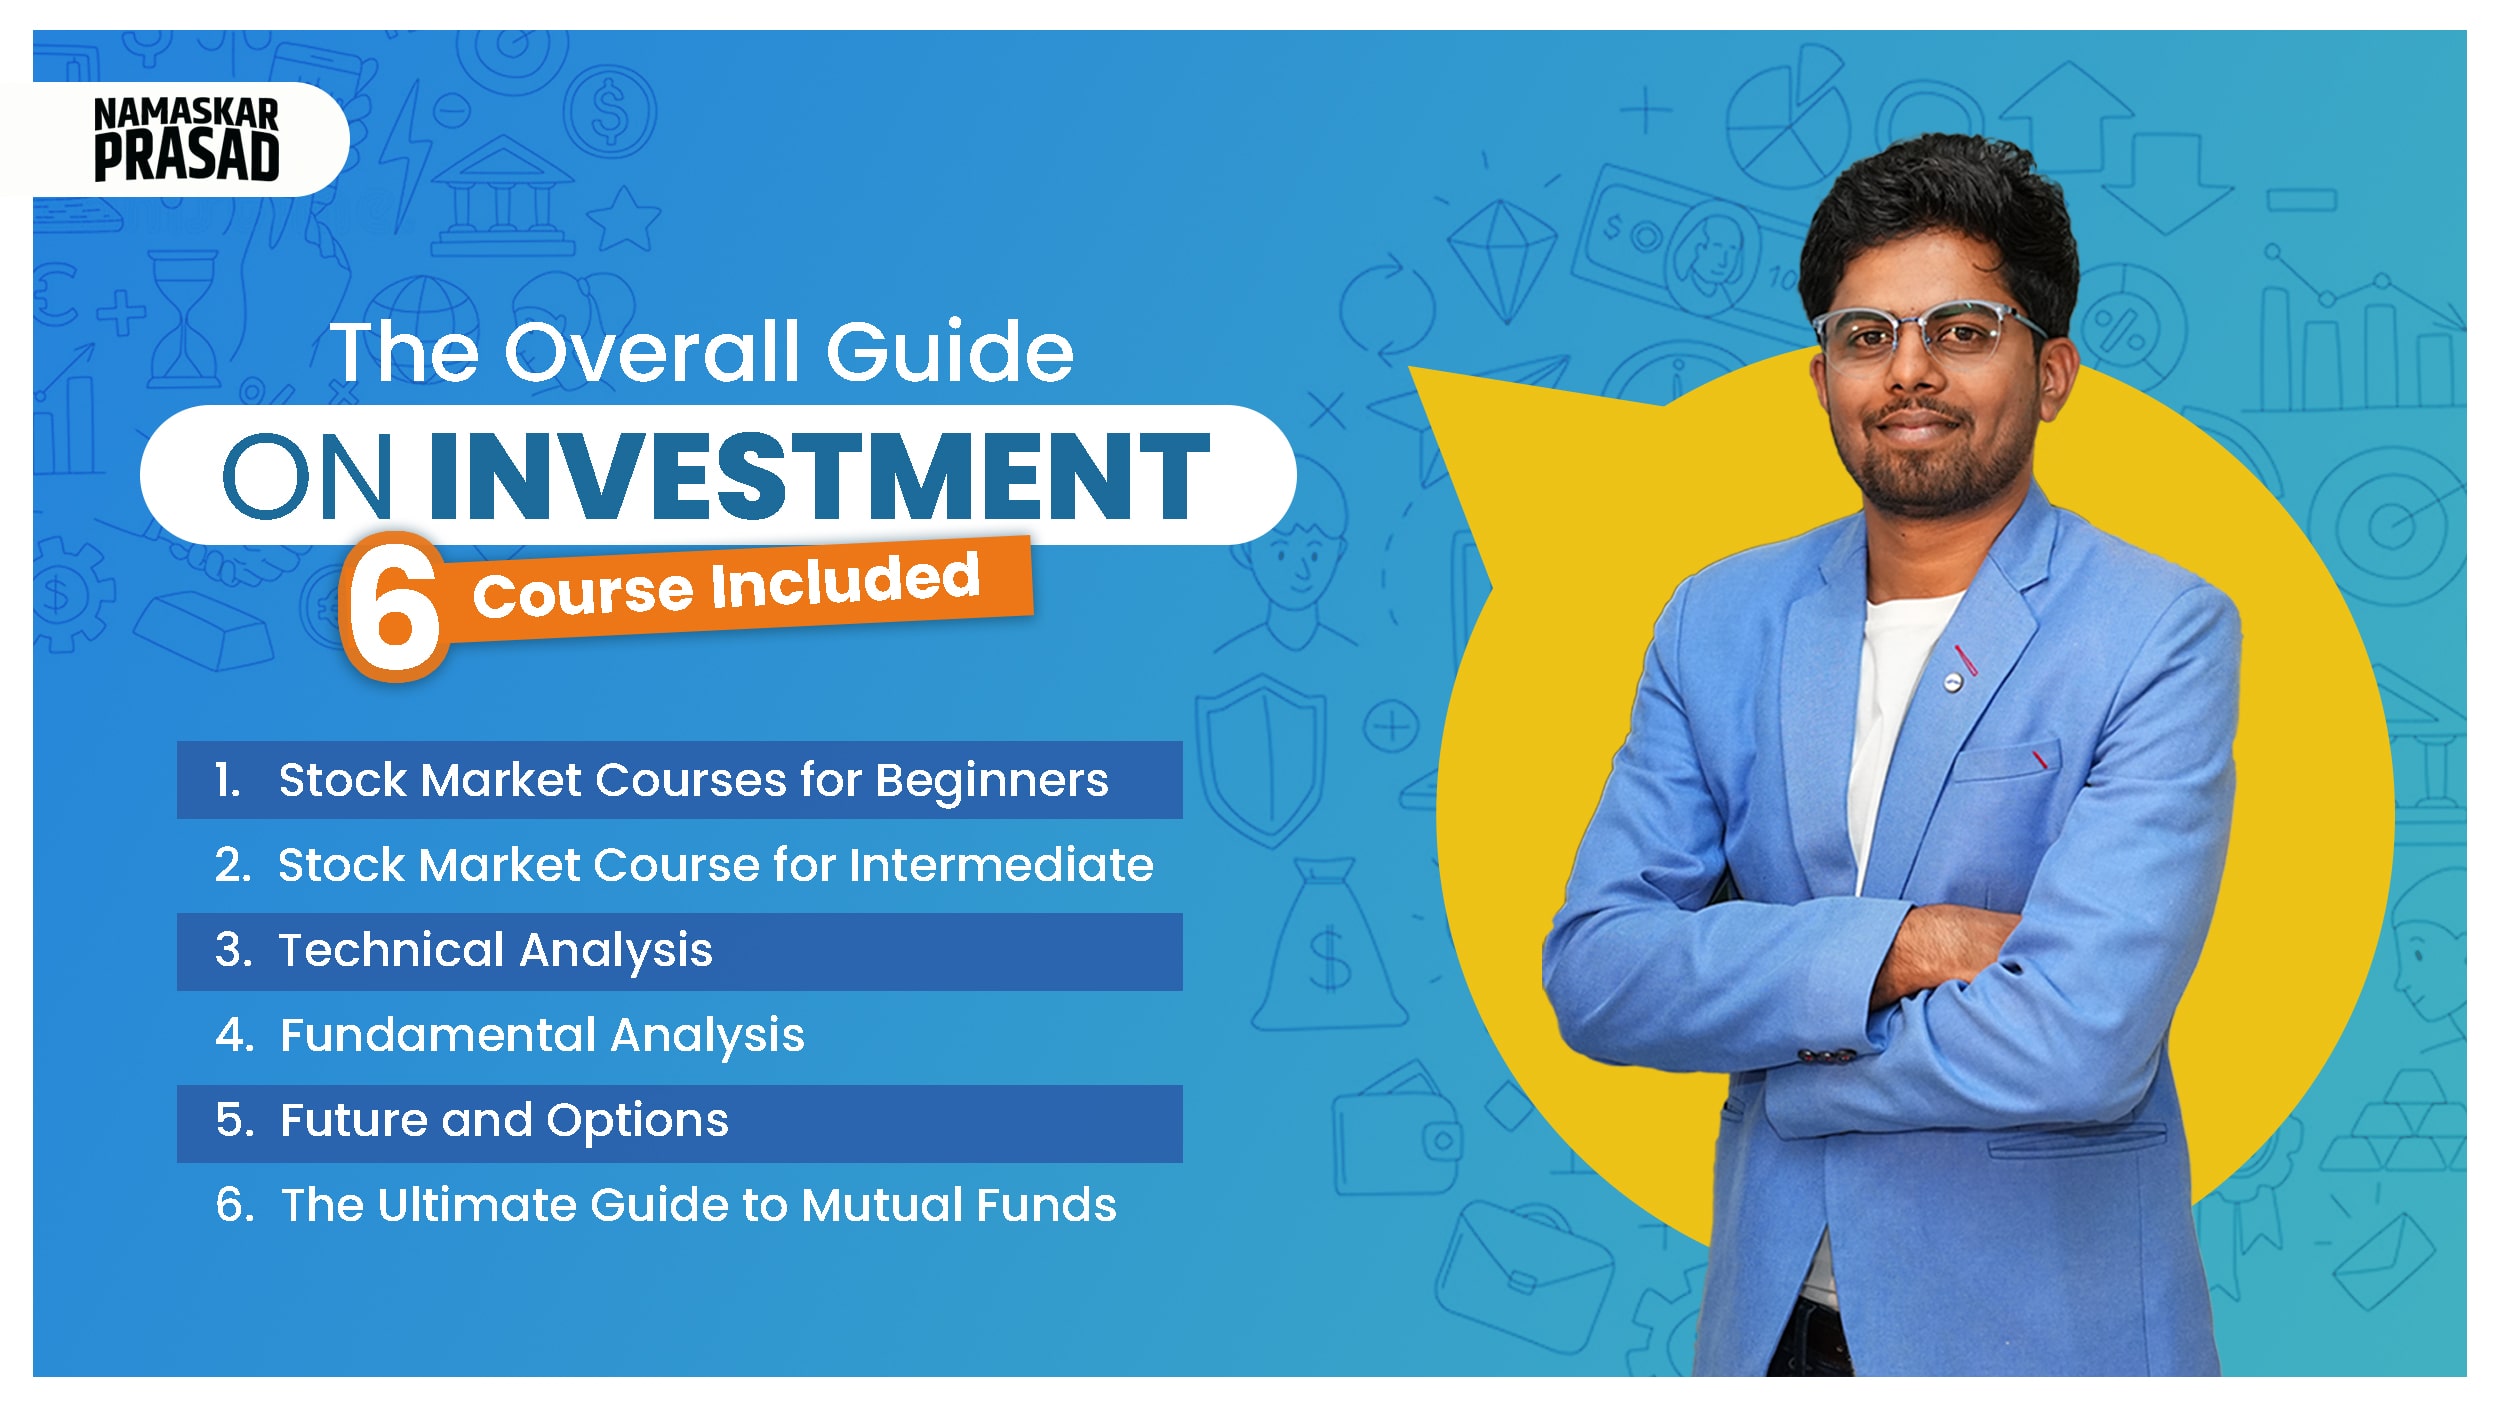 NAMASKAR
PRASAD
The Overall Guide
ON INVESTMENT
6 Course Included
1. Stock Market Courses for Beginners
2. Stock Market Course for Intermediate
3. Technical Analysis
4. Fundamental Analysis
5. Future and Options
6. The Ultimate Guide to Mutual Funds